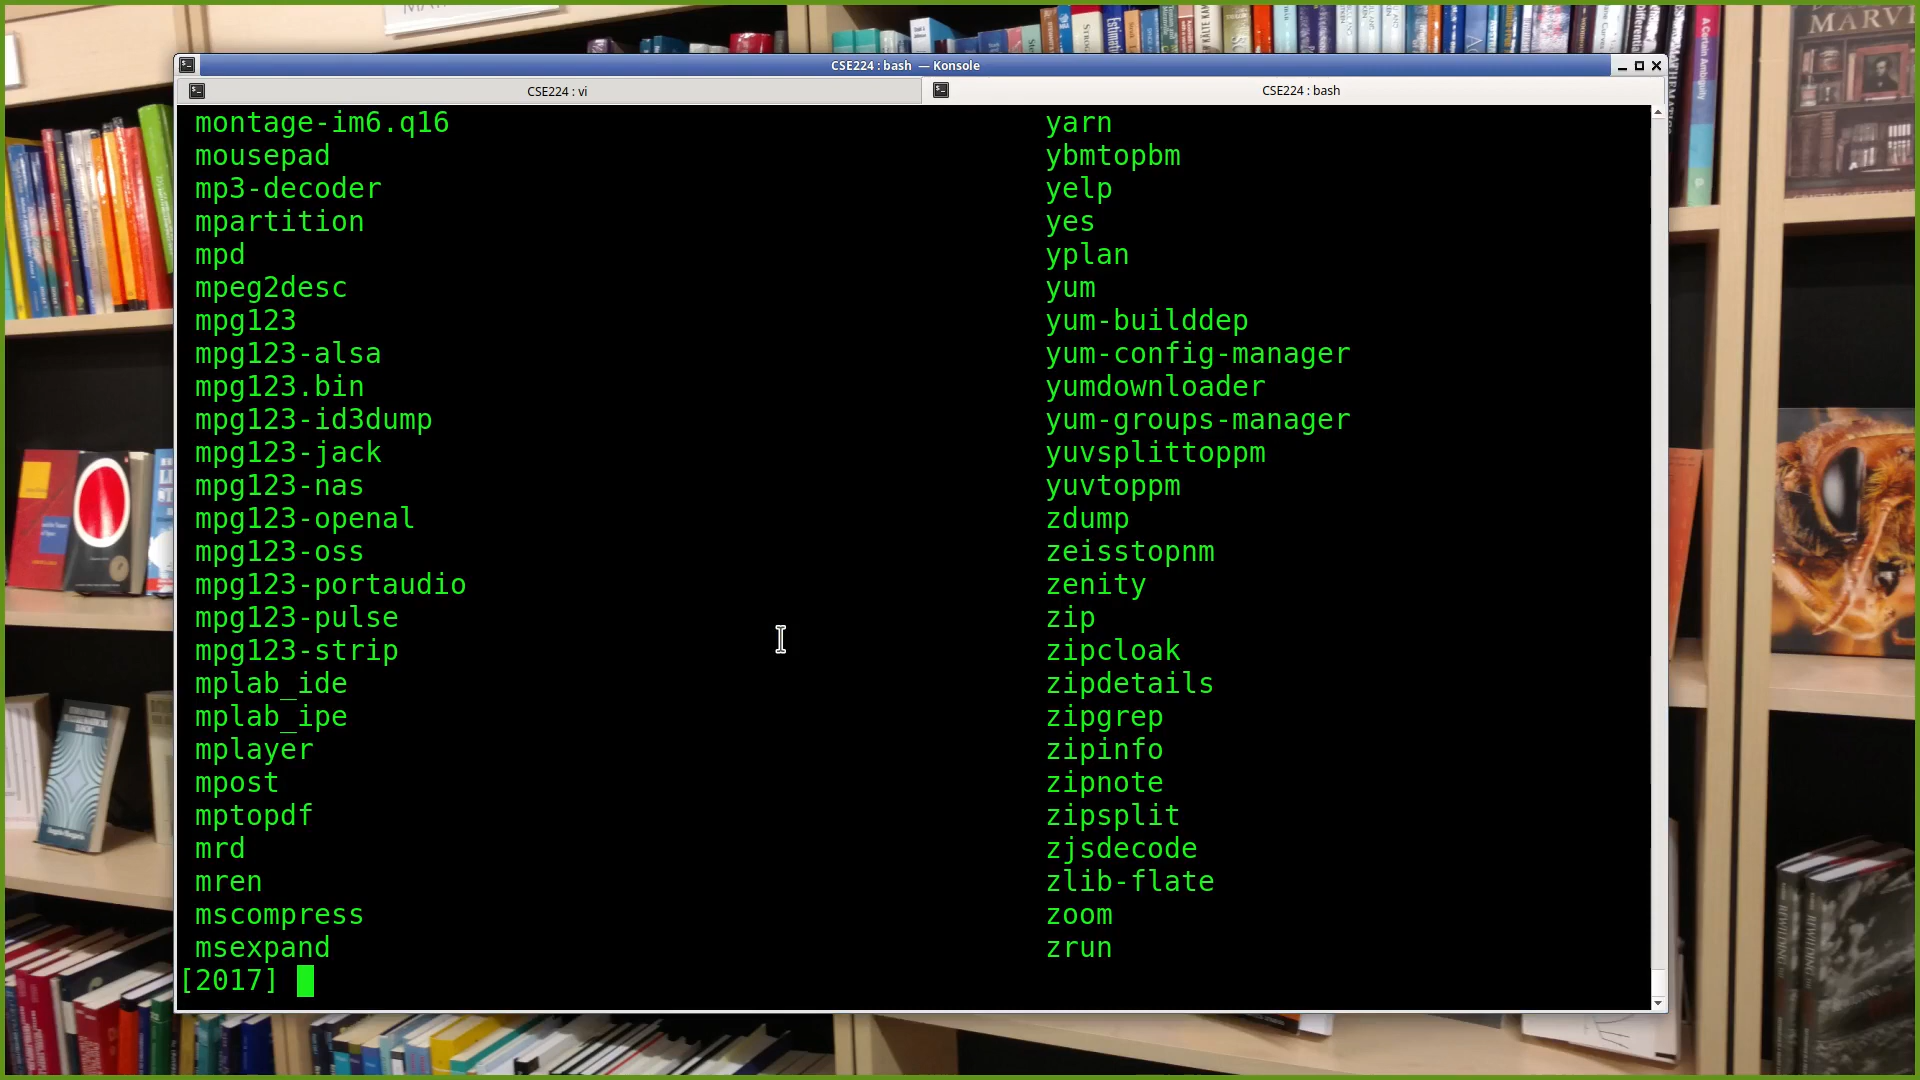 CSE224 : bash — Konsole
CSE224 : vi
CSE224 : bash
montage-im6.q16 yarn
mousepad ybmtopbm
mp3-decoder yelp
mpartition yes
mpd yplan
mpeg2desc yum
mpg123 yum-builddep
mpg123-alsa yum-config-manager
mpg123.bin yumdownloader
mpg123-id3dump yum-groups-manager
mpg123-jack yuvsplittoppm
mpg123-nas yuvtoppm
mpg123-openal zdump
mpg123-oss zeisstopnm
mpg123-portaudio zenity
mpg123-pulse zip
mpg123-strip zipcloak
mplab_ide zipdetails
mplab_ipe zipgrep
mplayer zipinfo
mpost zipnote
mptopdf zipsplit
mrd zjsdecode
mren zlib-flate
mscompress zoom
msexpand zrun
[2017]
A Certain Ambiguity
REWILDING